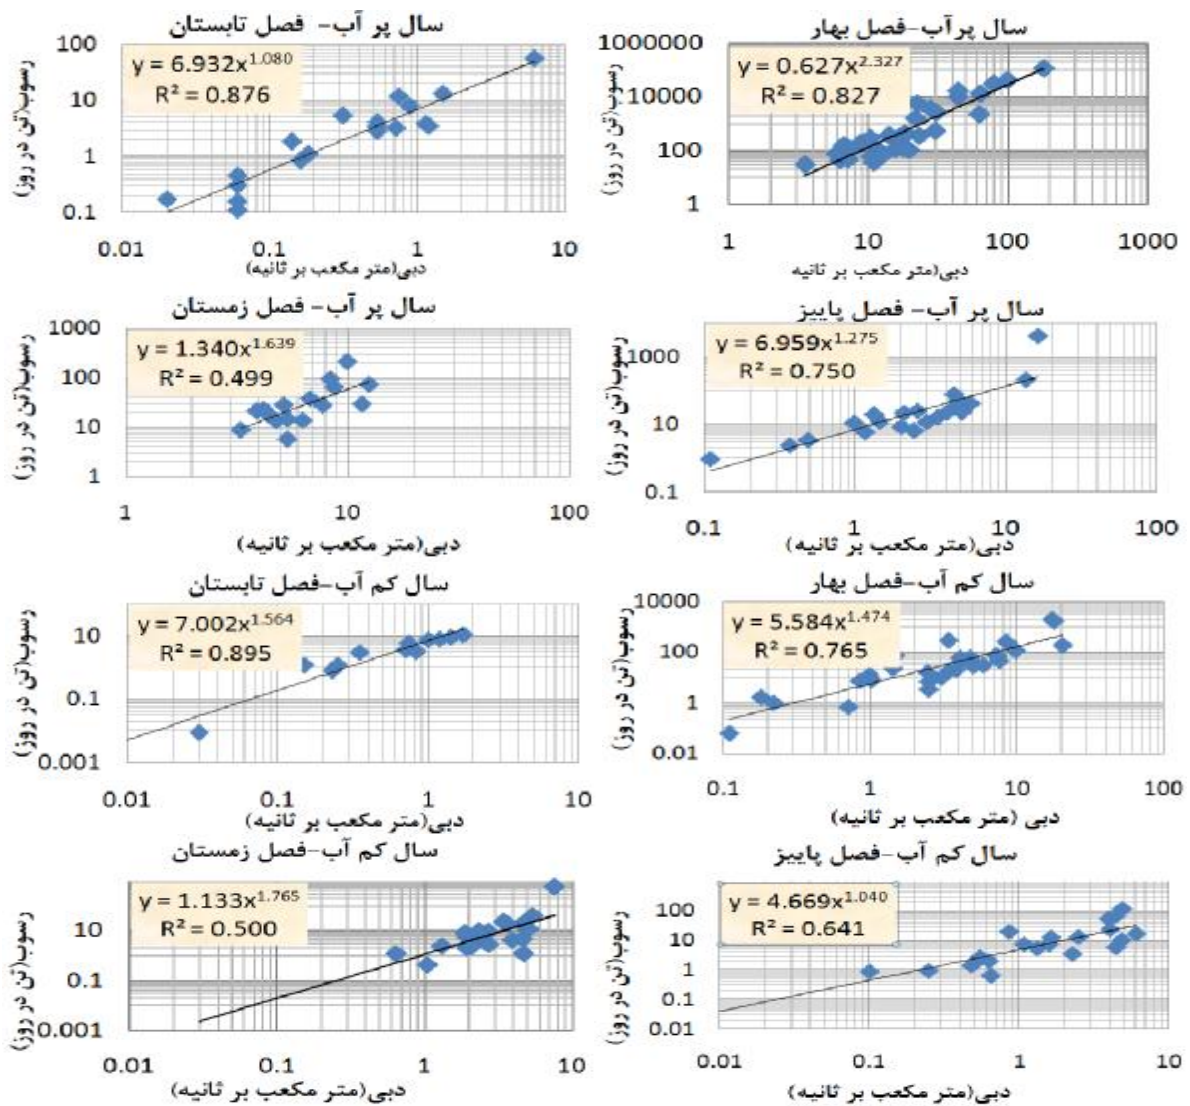 سال پر آب- فصل تابستان
رسوب(تن در روز)
100
10
1
0.1
y = 6.932x^1.080
R² = 0.876
0.01 0.1 1 10
دبی(متر مکعب بر ثانیه)
سال پر آب-فصل بهار
رسوب(تن در روز)
1000000
10000
100
1
y = 0.627x^2.327
R² = 0.827
1 10 100 1000
دبی(متر مکعب بر ثانیه
سال پر آب- فصل زمستان
رسوب(تن در روز)
1000
100
10
1
y = 1.340x^1.639
R² = 0.499
1 10 100
دبی(متر مکعب بر ثانیه)
سال پر آب- فصل پاییز
رسوب(تن در روز)
1000
10
0.1
y = 6.959x^1.275
R² = 0.750
0.1 1 10 100
دبی(متر مکعب بر ثانیه)
سال کم آب-فصل تابستان
رسوب(تن در روز)
10
0.1
0.001
y = 7.002x^1.564
R² = 0.895
0.01 0.1 1 10
دبی(متر مکعب بر ثانیه)
سال کم آب-فصل بهار
رسوب(تن در روز)
10000
100
1
0.01
y = 5.584x^1.474
R² = 0.765
0.1 1 10 100
دبی (متر مکعب بر ثانیه)
سال کم آب-فصل زمستان
رسوب(تن در روز)
10
0.1
0.001
y = 1.133x^1.765
R² = 0.500
0.01 0.1 1 10
دبی(متر مکعب بر ثانیه)
سال کم آب-فصل پاییز
رسوب(تن در روز)
100
10
1
0.1
0.01
y = 4.669x^1.040
R² = 0.641
0.01 0.1 1 10
دبی(متر مکعب بر ثانیه)